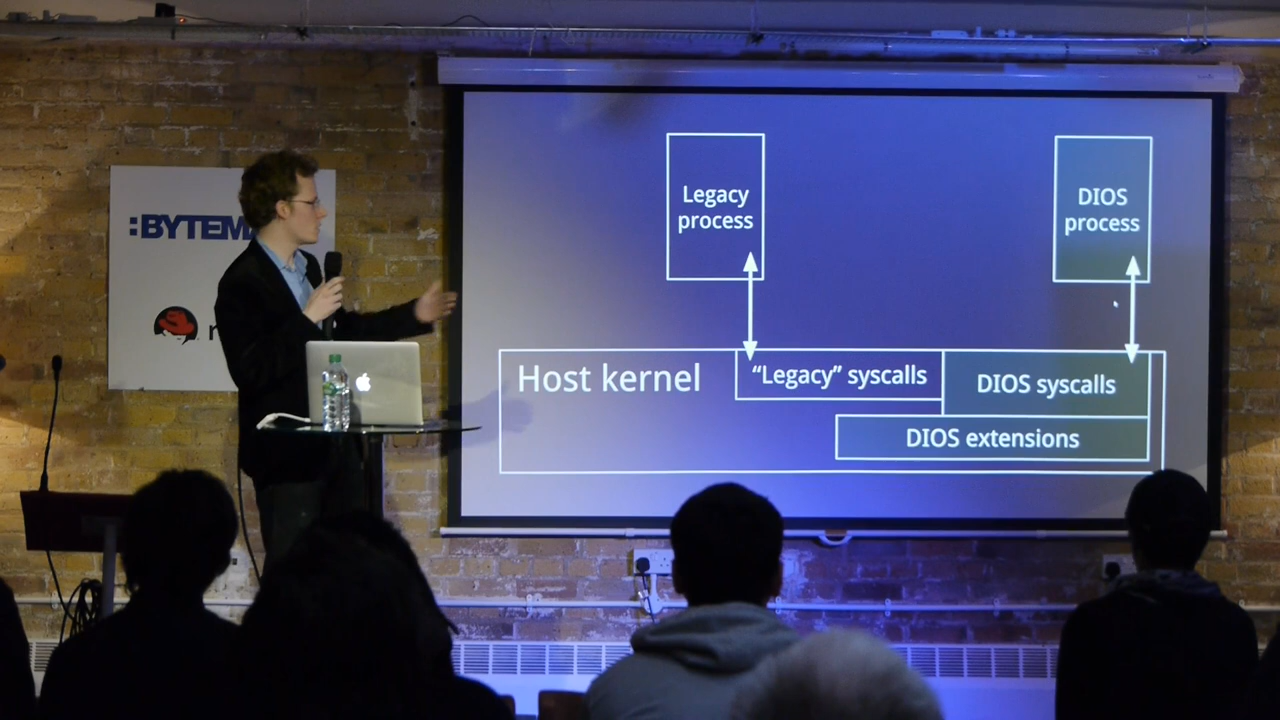 :BYTEM
Legacy
process
DIOS
process
Host kernel
“Legacy” syscalls
DIOS syscalls
DIOS extensions